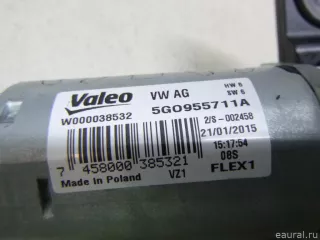 Valeo VW AG HW 6
SW 6
W000038532 5G0955711A
2/S-002458
21/01/2015
15:17:54
08S
7 458000 385321
Made in Poland VZ1 FLEX1
© eaural.ru